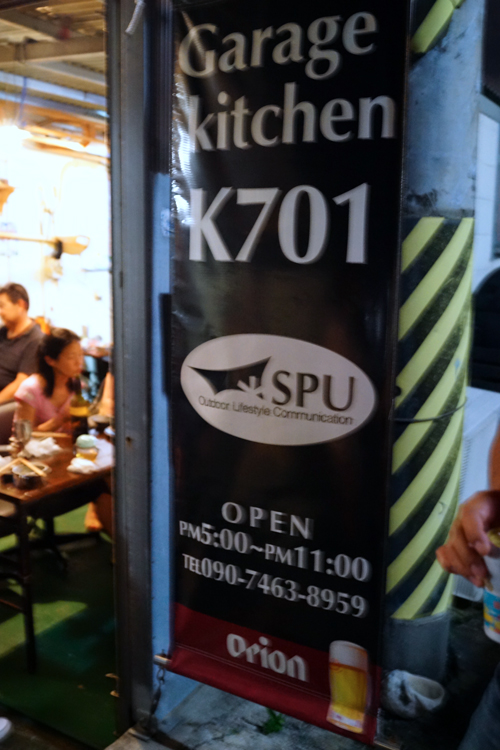 Garage
kitchen
K701
SPU
Outdoor Lifestyle Communication
OPEN
PM5:00~PM11:00
TEL090-7463-8959
Orion